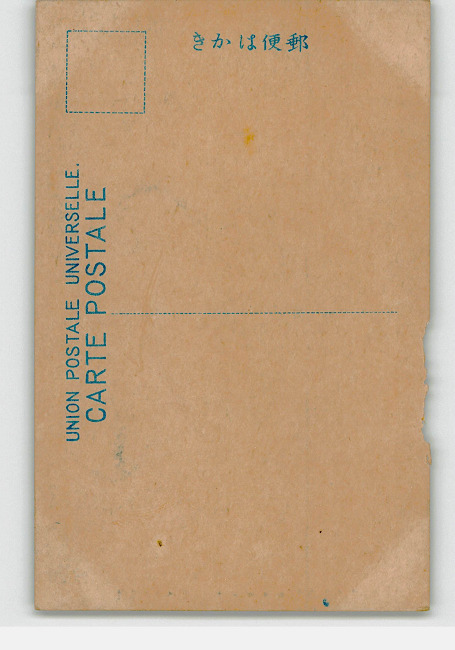 きかは便郵
UNION POSTALE UNIVERSELLE.
CARTE POSTALE